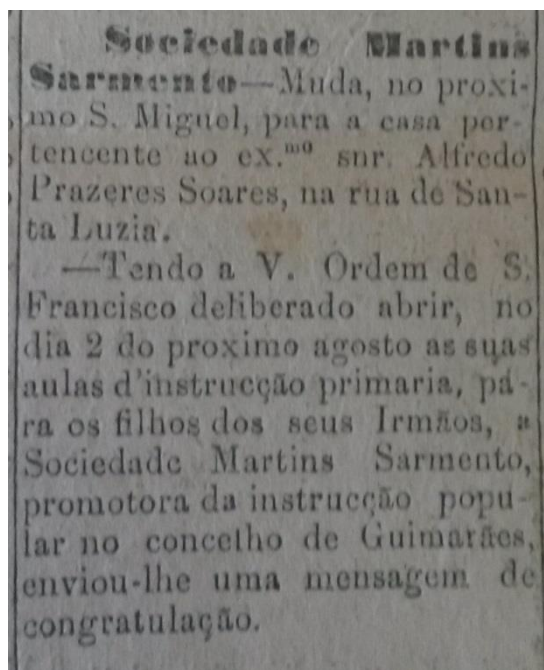 Sociedade Martins
Sarmento—Muda, no proxi-
mo S. Miguel, para a casa per-
tencente ao ex.mo snr. Alfredo
Prazeres Soares, na rua de San-
ta Luzia.
—Tendo a V. Ordem de S.
Francisco deliberado abrir, no
dia 2 do proximo agosto as suas
aulas d'instrucção primaria, pá-
ra os filhos dos seus Irmãos, a
Sociedade Martins Sarmento,
promotora da instrucção popu-
lar no concelho de Guimarães,
enviou-lhe uma mensagem de
congratulação.